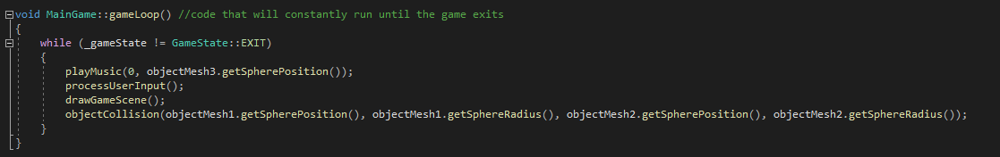 void MainGame::gameLoop() //code that will constantly run until the game exits
{
while (_gameState != GameState::EXIT)
{
playMusic(0, objectMesh3.getSpherePosition());
processUserInput();
drawGameScene();
objectCollision(objectMesh1.getSpherePosition(), objectMesh1.getSphereRadius(), objectMesh2.getSpherePosition(), objectMesh2.getSphereRadius());
}
}